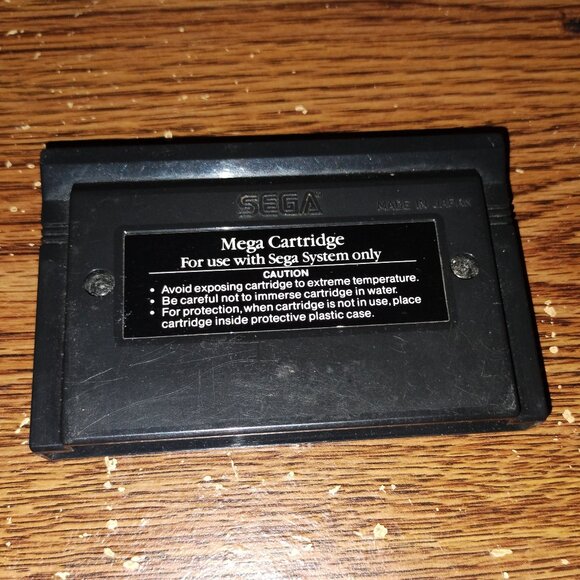 SEGA
MADE IN JAPAN
Mega Cartridge
For use with Sega System only
CAUTION
• Avoid exposing cartridge to extreme temperature.
• Be careful not to immerse cartridge in water.
• For protection, when cartridge is not in use, place
cartridge inside protective plastic case.